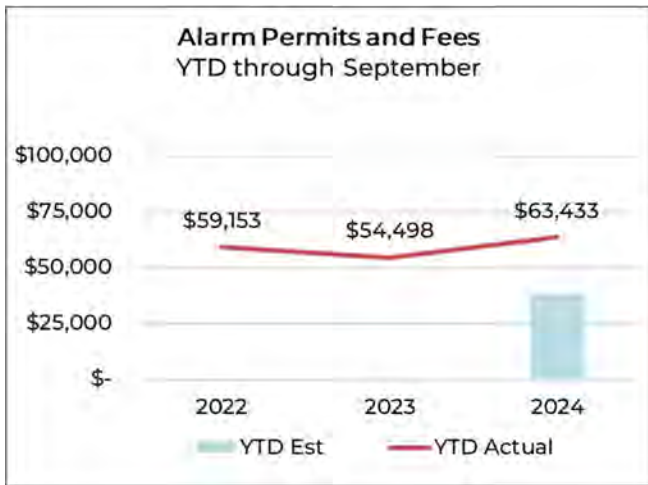 Alarm Permits and Fees
YTD through September
$100,000
$75,000
$59,153
$54,498
$63,433
$50,000
$25,000
$-
2022
2023
2024
YTD Est
YTD Actual